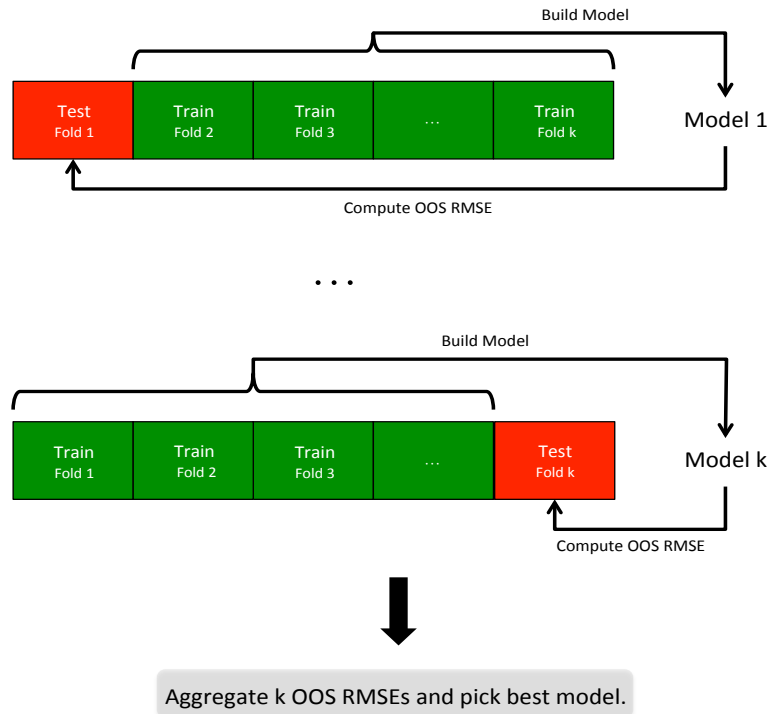 Build Model
Test Train Train ... Train
Fold 1 Fold 2 Fold 3 Fold k
Model 1
Compute OOS RMSE
...
Build Model
Train Train Train ... Test
Fold 1 Fold 2 Fold 3 Fold k
Model k
Compute OOS RMSE
Aggregate k OOS RMSEs and pick best model.